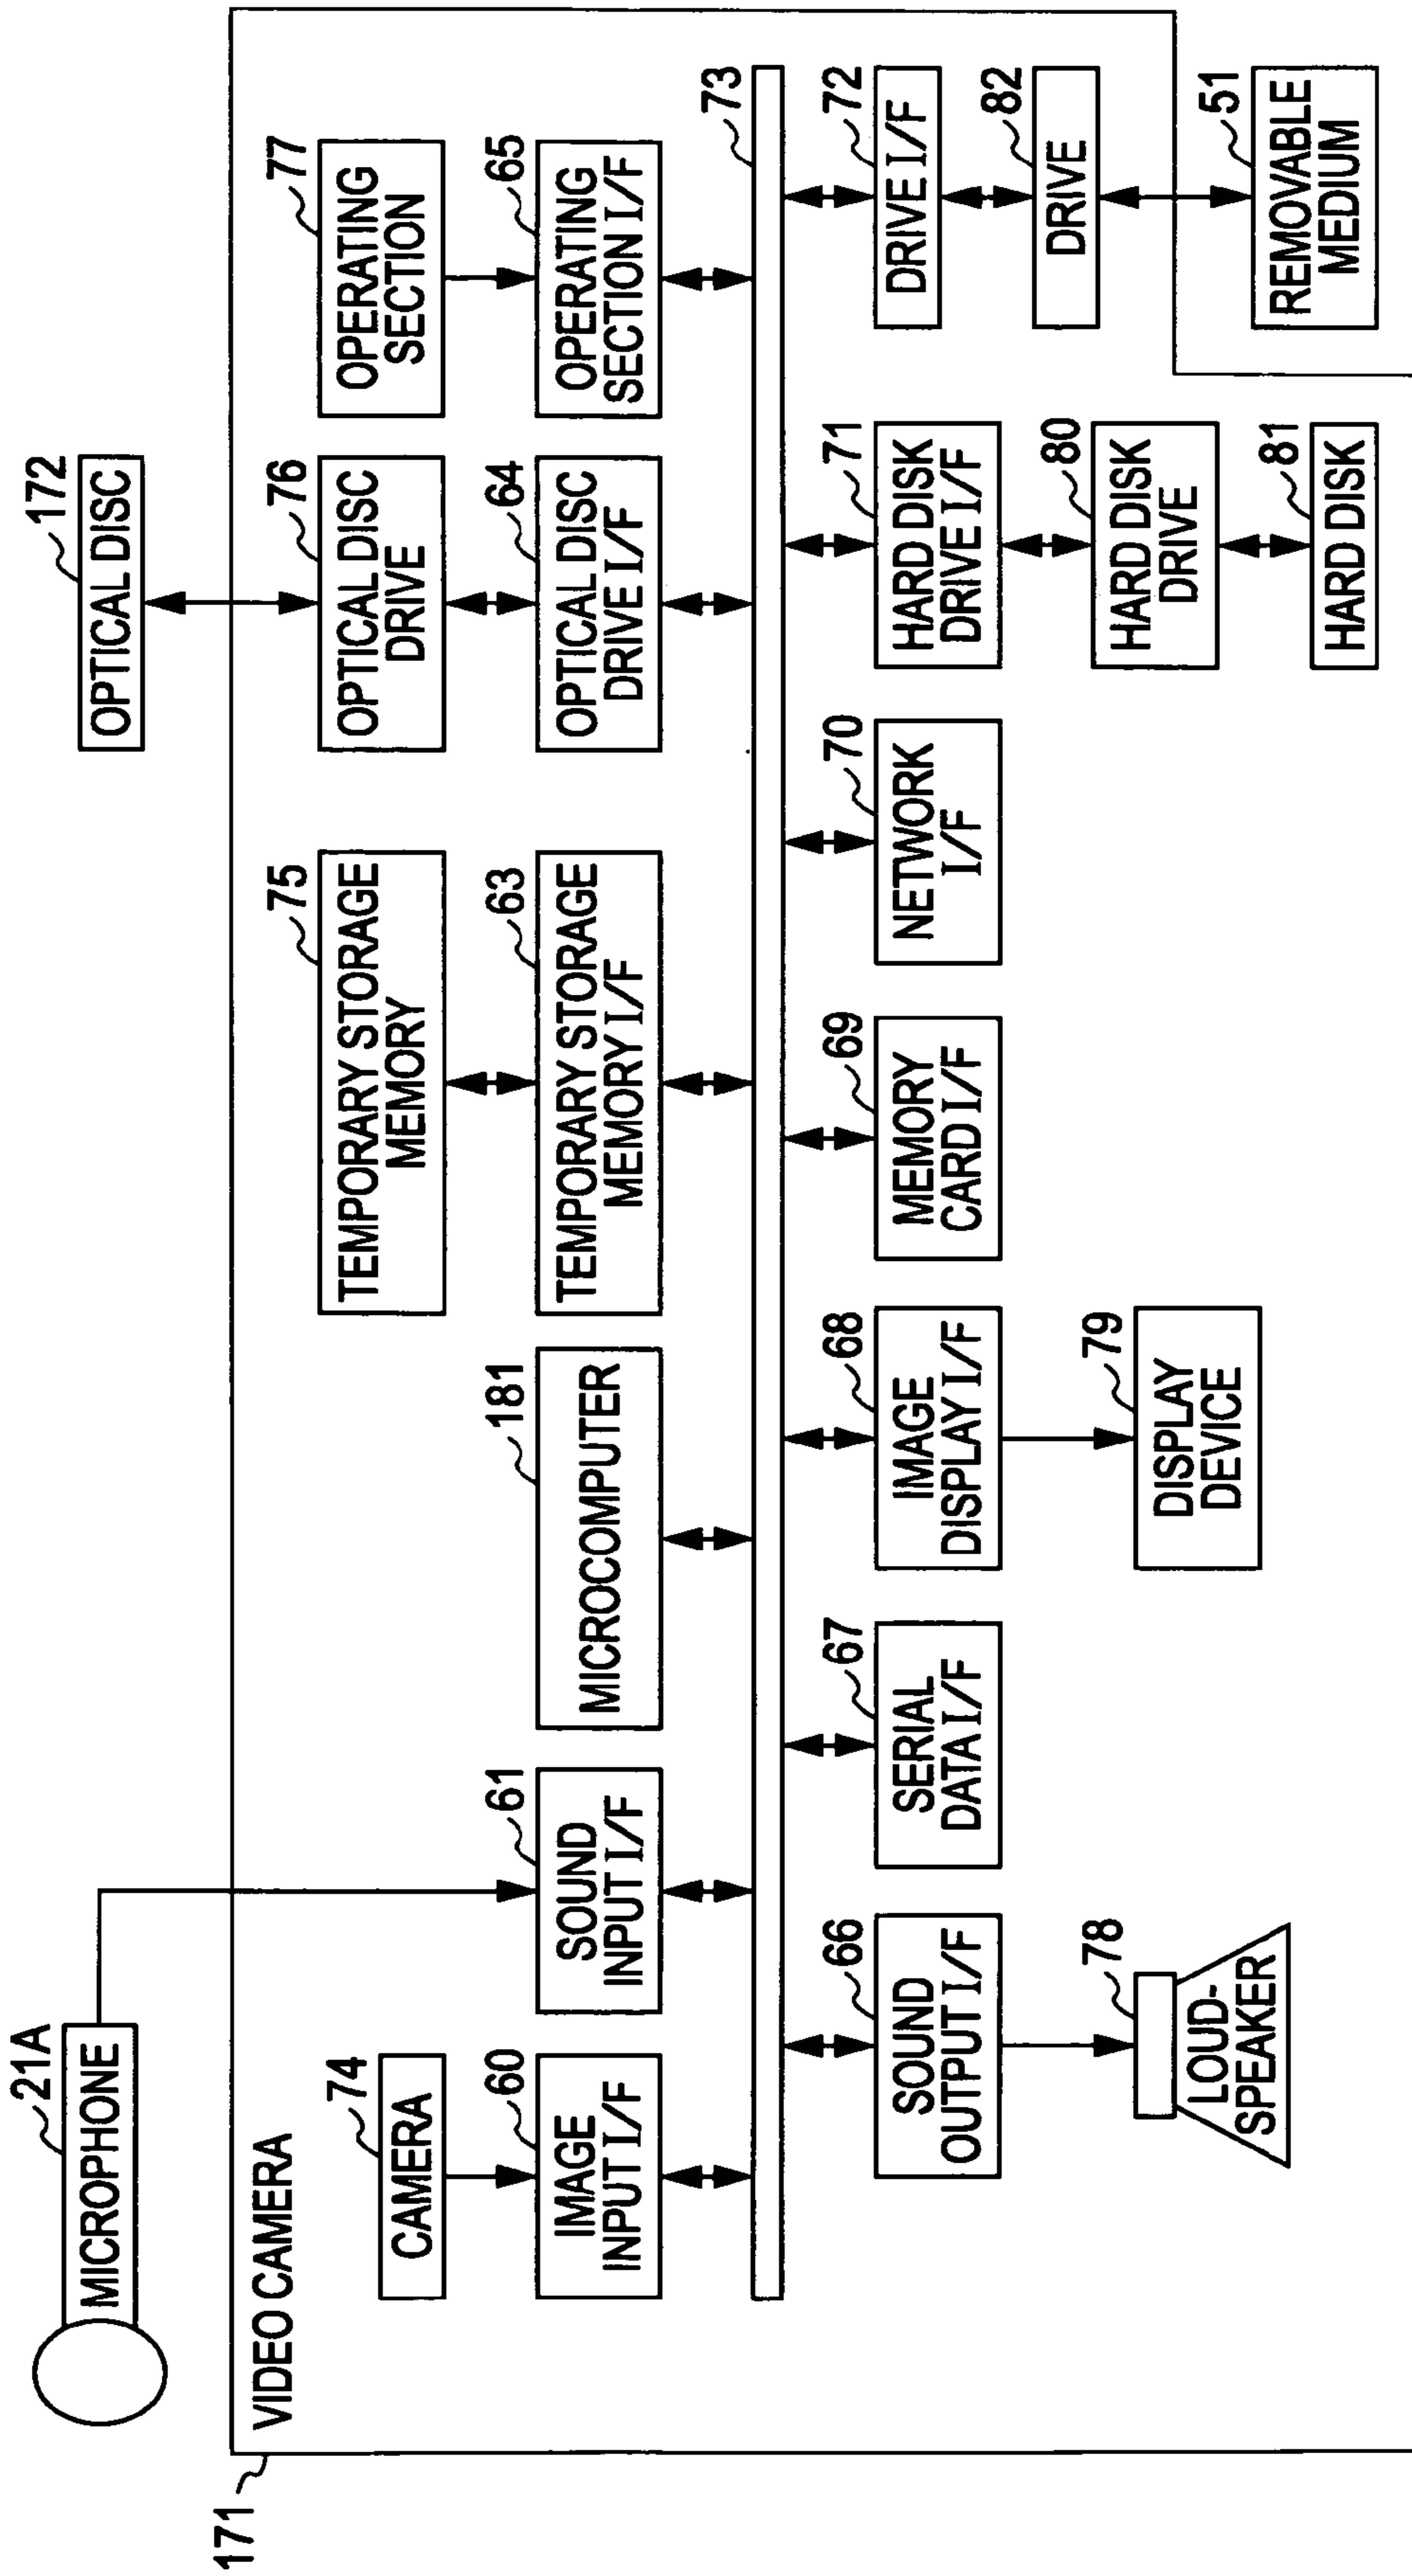 21A
MICROPHONE
172
OPTICAL DISC
171
VIDEO CAMERA
74
CAMERA
75
TEMPORARY STORAGE
MEMORY
76
OPTICAL DISC
DRIVE
77
OPERATING
SECTION
60
IMAGE
INPUT I/F
61
SOUND
INPUT I/F
181
MICROCOMPUTER
63
TEMPORARY STORAGE
MEMORY I/F
64
OPTICAL DISC
DRIVE I/F
65
OPERATING
SECTION I/F
73
66
SOUND
OUTPUT I/F
67
SERIAL
DATA I/F
68
IMAGE
DISPLAY I/F
69
MEMORY
CARD I/F
70
NETWORK
I/F
71
HARD DISK
DRIVE I/F
72
DRIVE I/F
78
LOUD-
SPEAKER
79
DISPLAY
DEVICE
80
HARD DISK
DRIVE
82
DRIVE
81
HARD DISK
51
REMOVABLE
MEDIUM